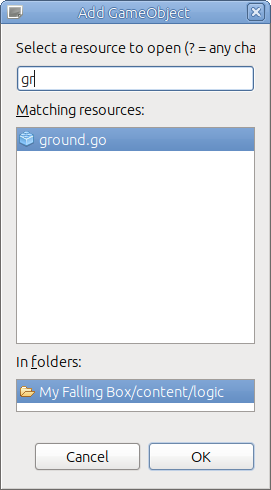 Add GameObject
Select a resource to open (? = any cha
gr
Matching resources:
ground.go
In folders:
My Falling Box/content/logic
Cancel
OK